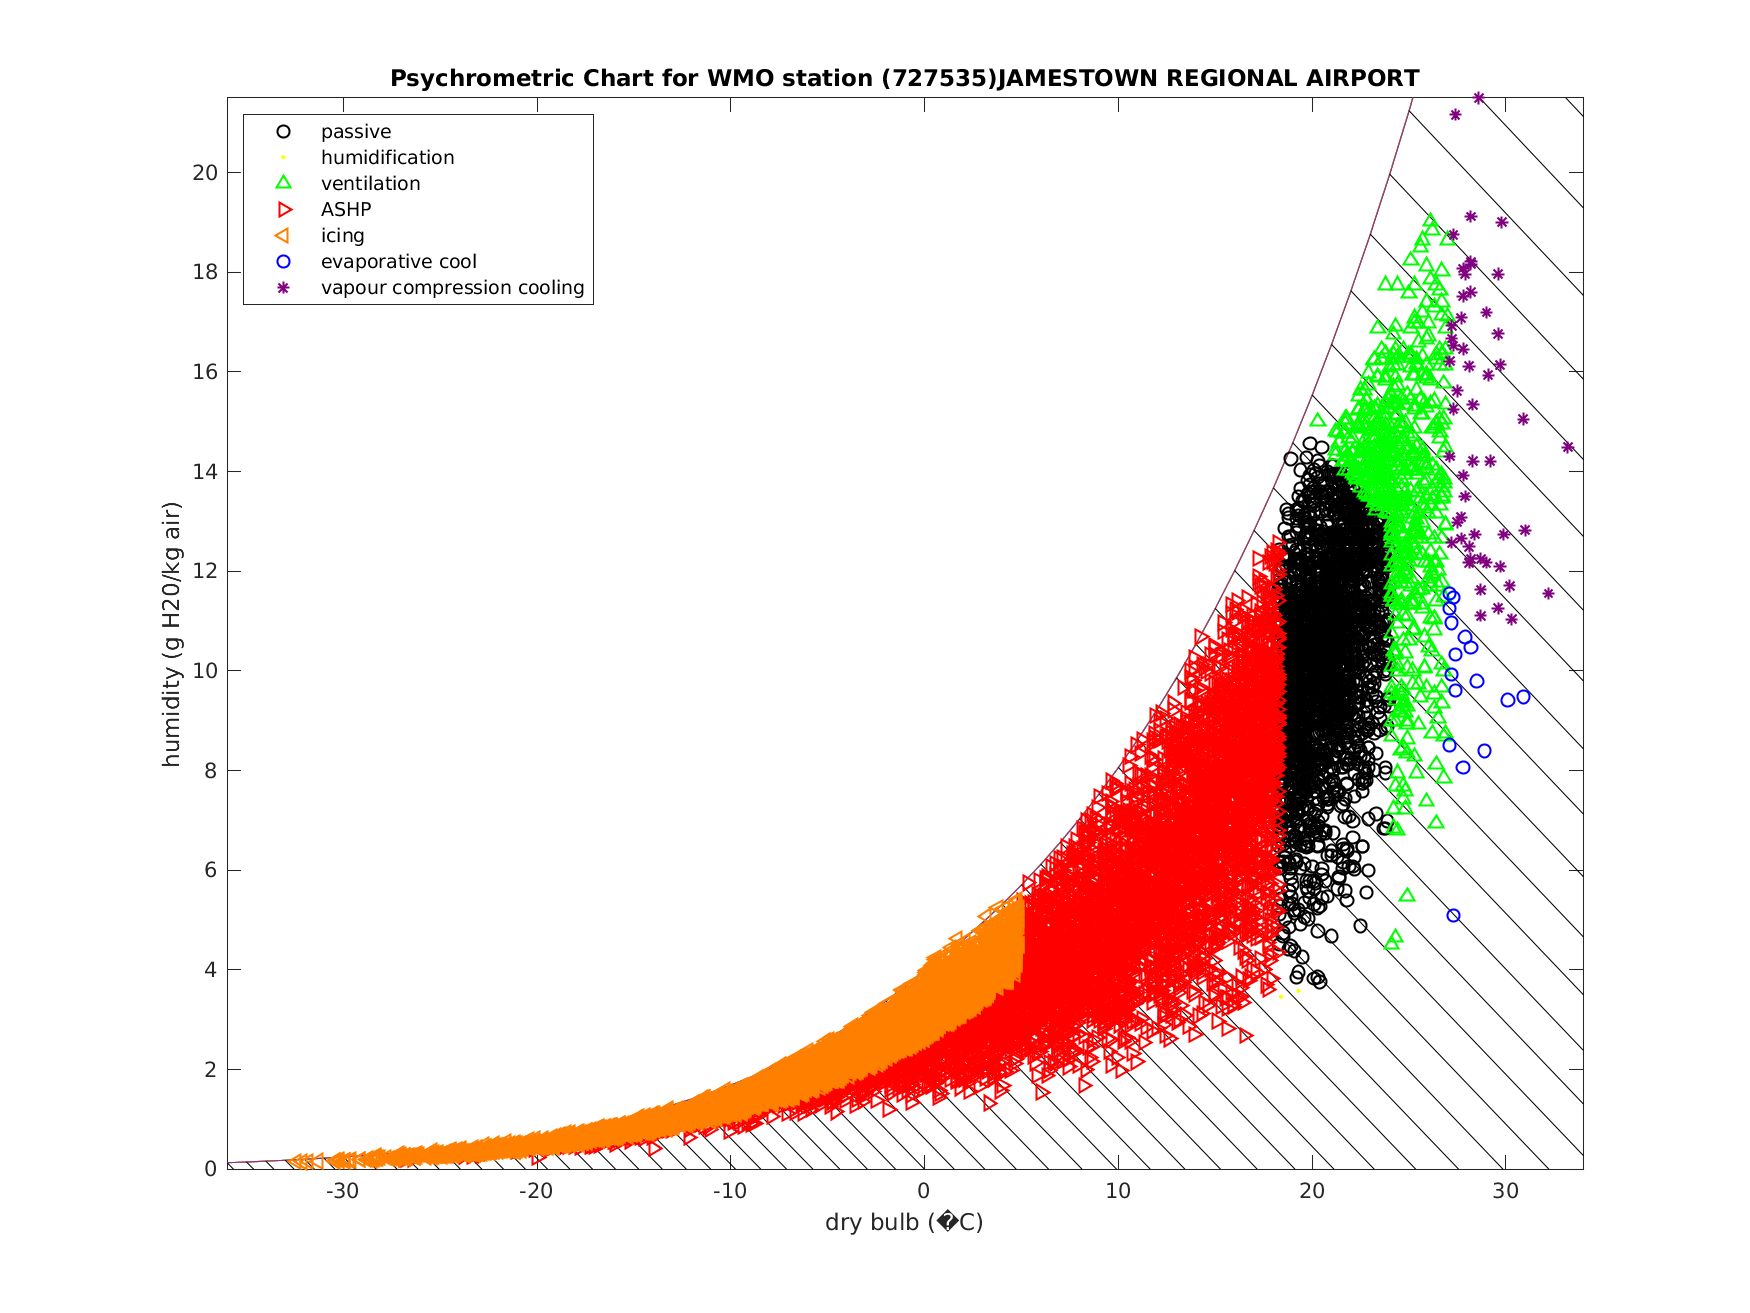 Psychrometric Chart for WMO station (727535)JAMESTOWN REGIONAL AIRPORT
passive
humidification
ventilation
ASHP
icing
evaporative cool
vapour compression cooling
humidity (g H20/kg air)
20
18
16
14
12
10
8
6
4
2
0
-30 -20 -10 0 10 20 30
dry bulb (�C)